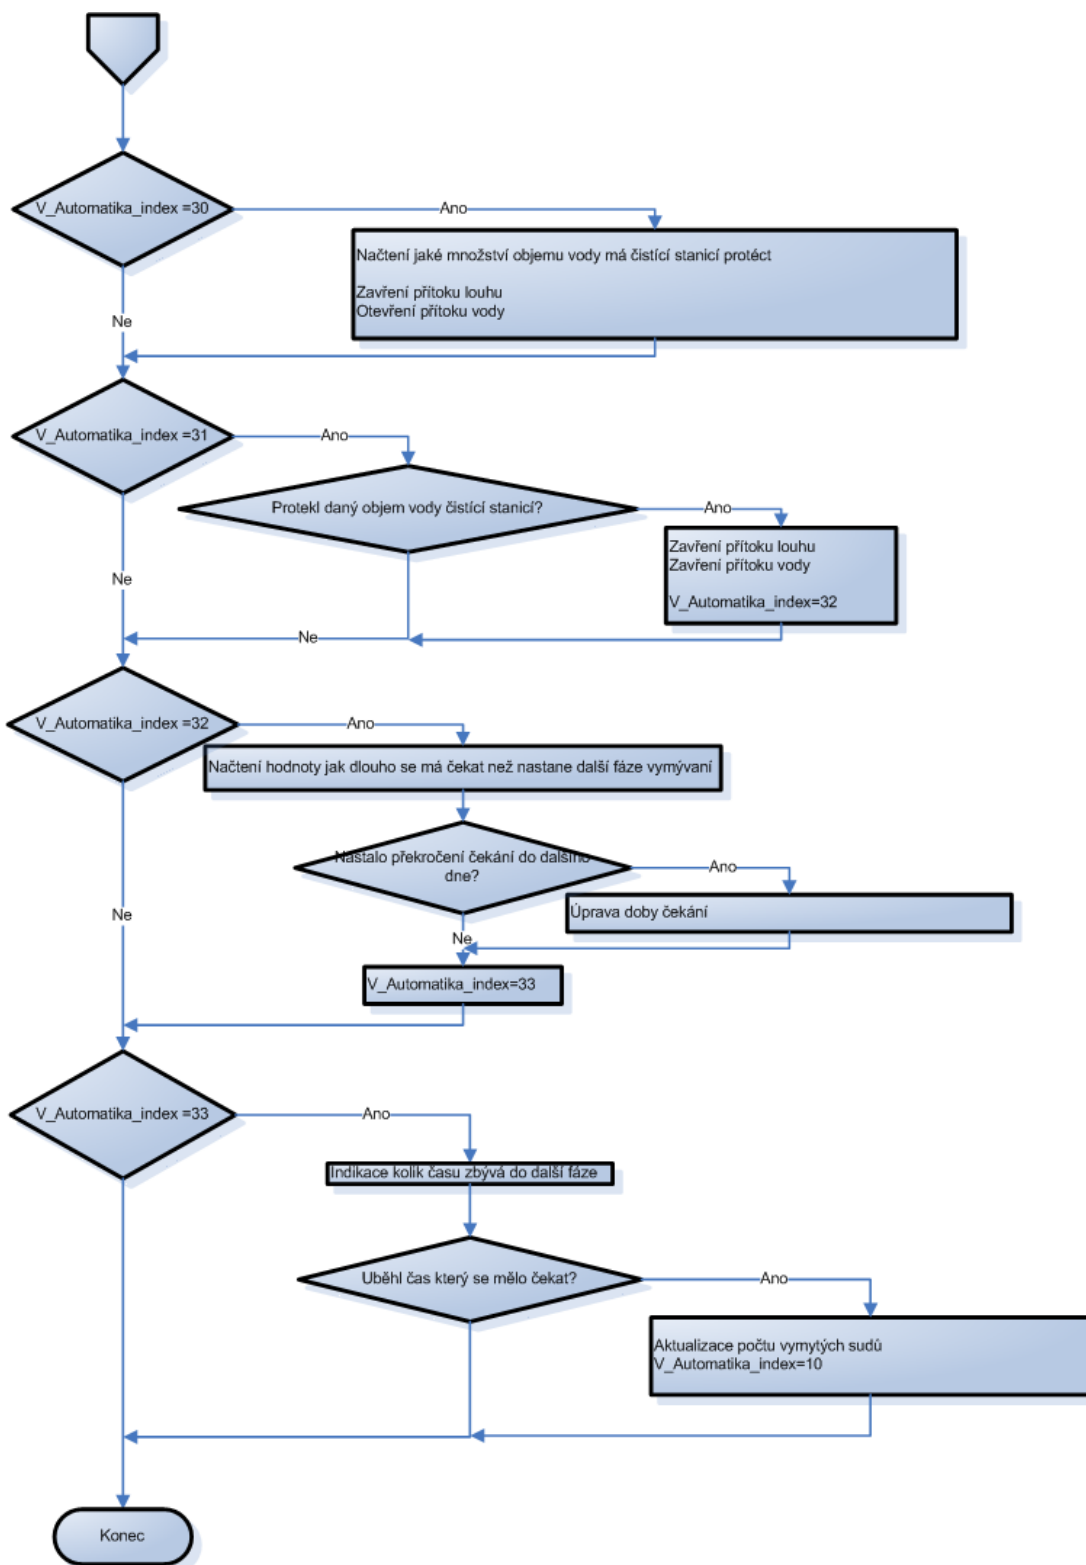 V_Automatika_index =30
Ano
Načtení jaké množství objemu vody má čistící stanicí protéct
Zavření přítoku louhu
Otevření přítoku vody
Ne
V_Automatika_index =31
Ano
Protekl daný objem vody čistící stanicí?
Ano
Zavření přítoku louhu
Zavření přítoku vody
V_Automatika_index=32
Ne
Ne
V_Automatika_index =32
Ano
Načtení hodnoty jak dlouho se má čekat než nastane další fáze vymývaní
Nastalo překročení čekání do dalšího
dne?
Ano
Úprava doby čekání
Ne
Ne
V_Automatika_index=33
V_Automatika_index =33
Ano
Indikace kolik času zbývá do další fáze
Uběhl čas který se mělo čekat?
Ano
Aktualizace počtu vymytých sudů
V_Automatika_index=10
Konec